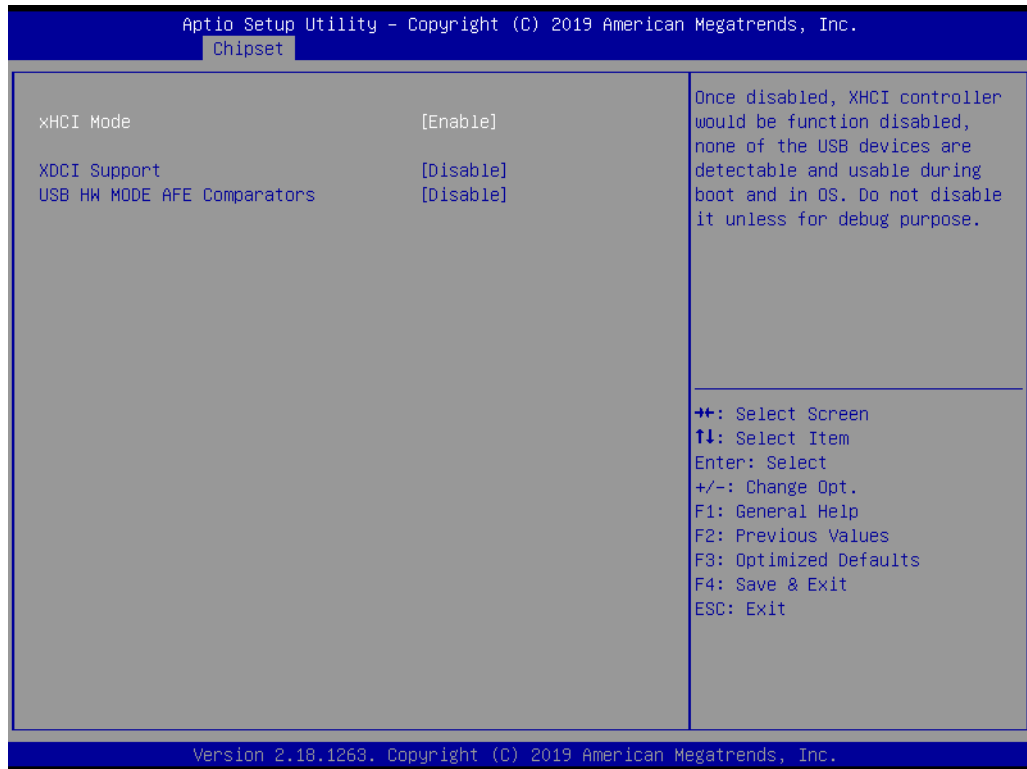 Aptio Setup Utility – Copyright (C) 2019 American Megatrends, Inc.
Chipset
xHCI Mode [Enable]
XDCI Support [Disable]
USB HW MODE AFE Comparators [Disable]
Once disabled, XHCI controller
would be function disabled,
none of the USB devices are
detectable and usable during
boot and in OS. Do not disable
it unless for debug purpose.
→←: Select Screen
↑↓: Select Item
Enter: Select
+/-: Change Opt.
F1: General Help
F2: Previous Values
F3: Optimized Defaults
F4: Save & Exit
ESC: Exit
Version 2.18.1263. Copyright (C) 2019 American Megatrends, Inc.